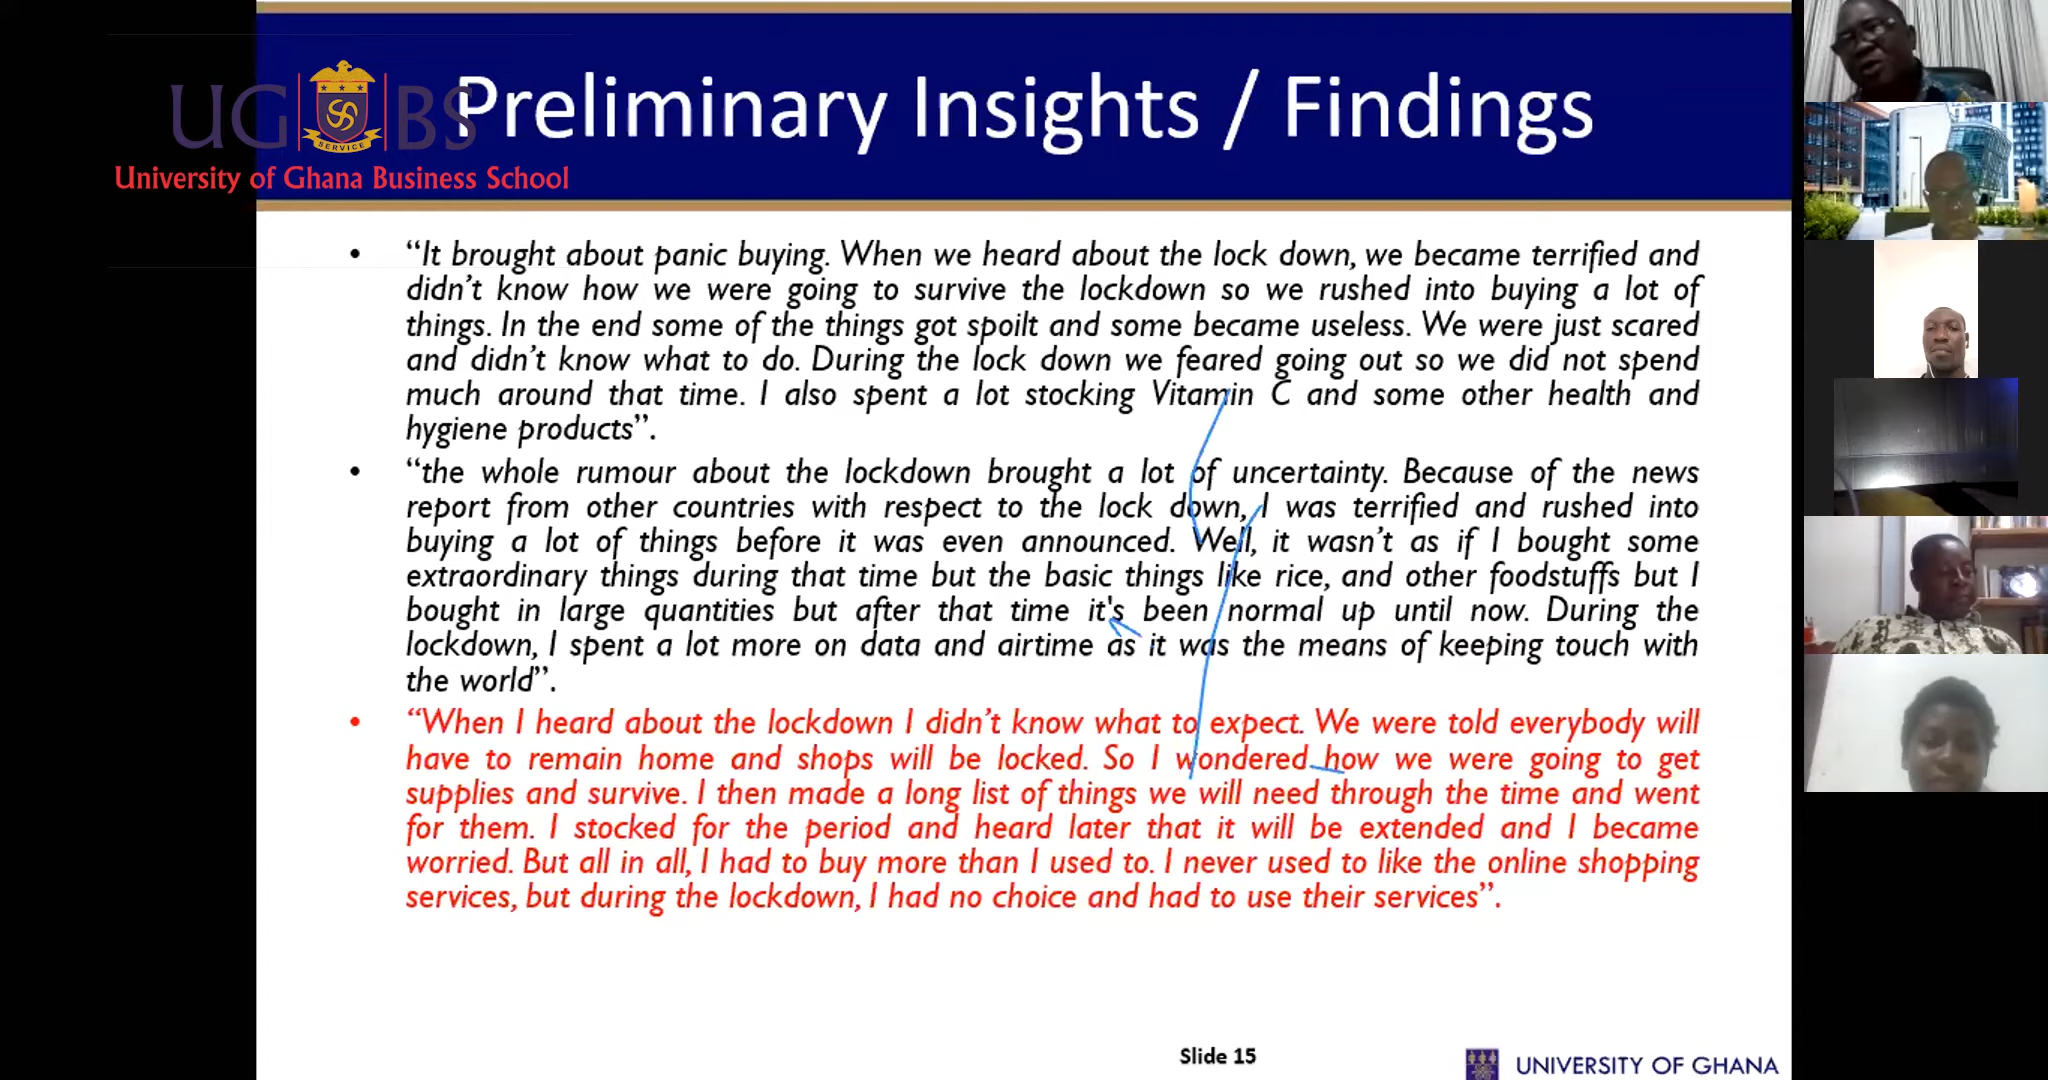 Preliminary Insights / Findings
UG BS
SERVICE
University of Ghana Business School
• “It brought about panic buying. When we heard about the lock down, we became terrified and
didn’t know how we were going to survive the lockdown so we rushed into buying a lot of
things. In the end some of the things got spoilt and some became useless. We were just scared
and didn’t know what to do. During the lock down we feared going out so we did not spend
much around that time. I also spent a lot stocking Vitamin C and some other health and
hygiene products”.
• “the whole rumour about the lockdown brought a lot of uncertainty. Because of the news
report from other countries with respect to the lock down, I was terrified and rushed into
buying a lot of things before it was even announced. Well, it wasn’t as if I bought some
extraordinary things during that time but the basic things like rice, and other foodstuffs but I
bought in large quantities but after that time it's been normal up until now. During the
lockdown, I spent a lot more on data and airtime as it was the means of keeping touch with
the world”.
• “When I heard about the lockdown I didn’t know what to expect. We were told everybody will
have to remain home and shops will be locked. So I wondered how we were going to get
supplies and survive. I then made a long list of things we will need through the time and went
for them. I stocked for the period and heard later that it will be extended and I became
worried. But all in all, I had to buy more than I used to. I never used to like the online shopping
services, but during the lockdown, I had no choice and had to use their services”.
Slide 15
UNIVERSITY OF GHANA